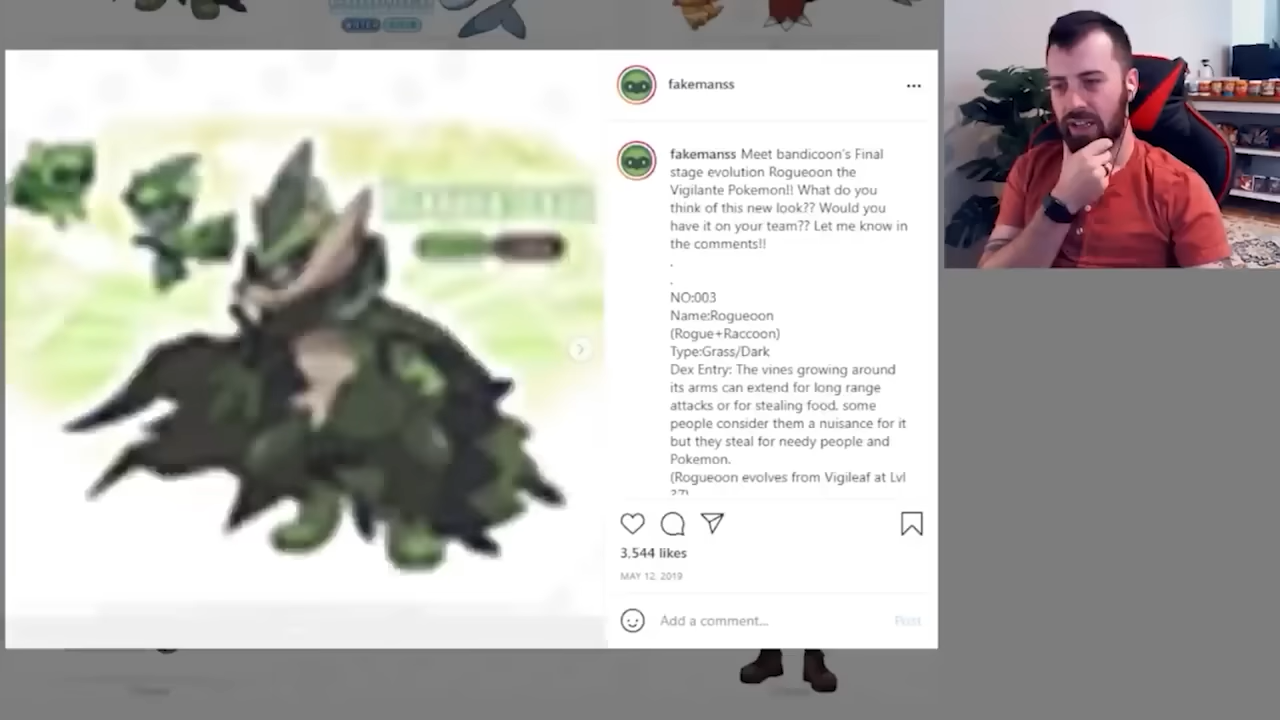 WATER
fakemanss
fakemanss Meet bandicoon's Final
stage evolution Rogueoon the
Vigilante Pokemon!! What do you
think of this new look?? Would you
have it on your team?? Let me know in
the comments!!
.
.
NO:003
Name:Rogueoon
(Rogue+Raccoon)
Type:Grass/Dark
Dex Entry: The vines growing around
its arms can extend for long range
attacks or for stealing food. some
people consider them a nuisance for it
but they steal for needy people and
Pokemon.
(Rogueoon evolves from Vigileaf at Lvl
37)
3,544 likes
MAY 12, 2019
Add a comment...
Post